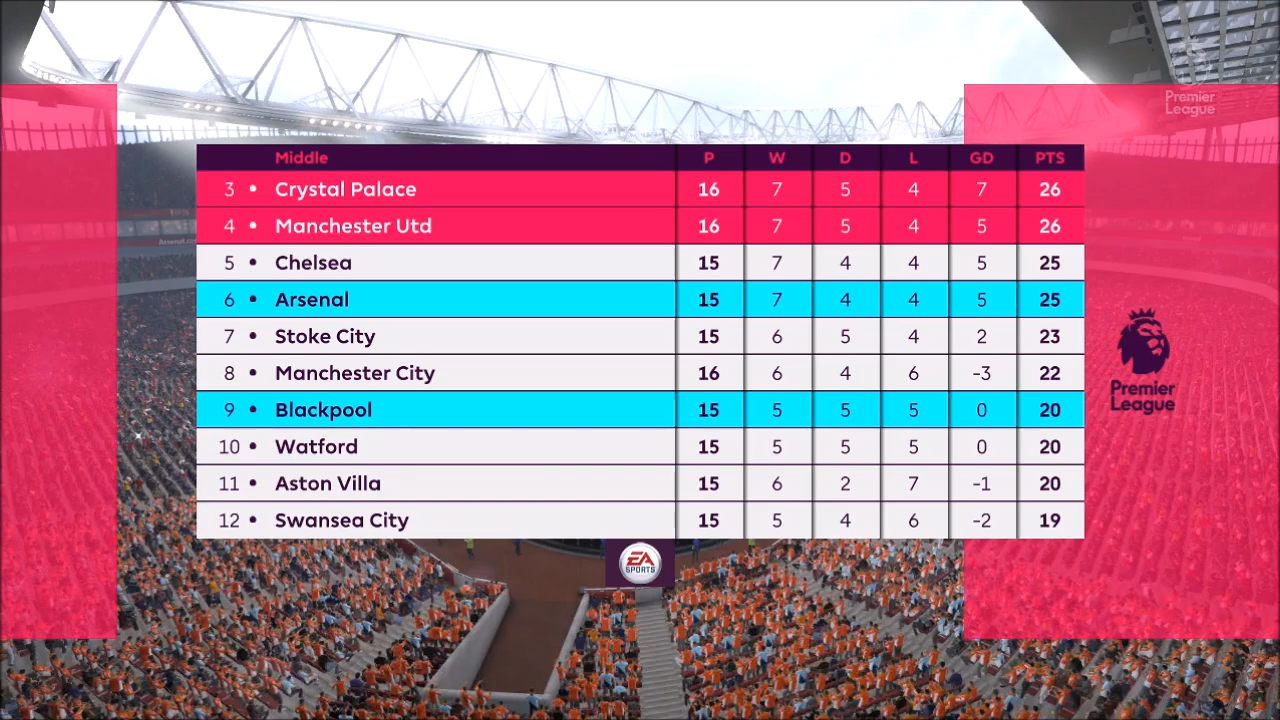 Premier
League
Middle P W D L GD PTS
3 • Crystal Palace 16 7 5 4 7 26
4 • Manchester Utd 16 7 5 4 5 26
5 • Chelsea 15 7 4 4 5 25
6 • Arsenal 15 7 4 4 5 25
7 • Stoke City 15 6 5 4 2 23
8 • Manchester City 16 6 4 6 -3 22
9 • Blackpool 15 5 5 5 0 20
10 • Watford 15 5 5 5 0 20
11 • Aston Villa 15 6 2 7 -1 20
12 • Swansea City 15 5 4 6 -2 19
Premier
League
EA
SPORTS